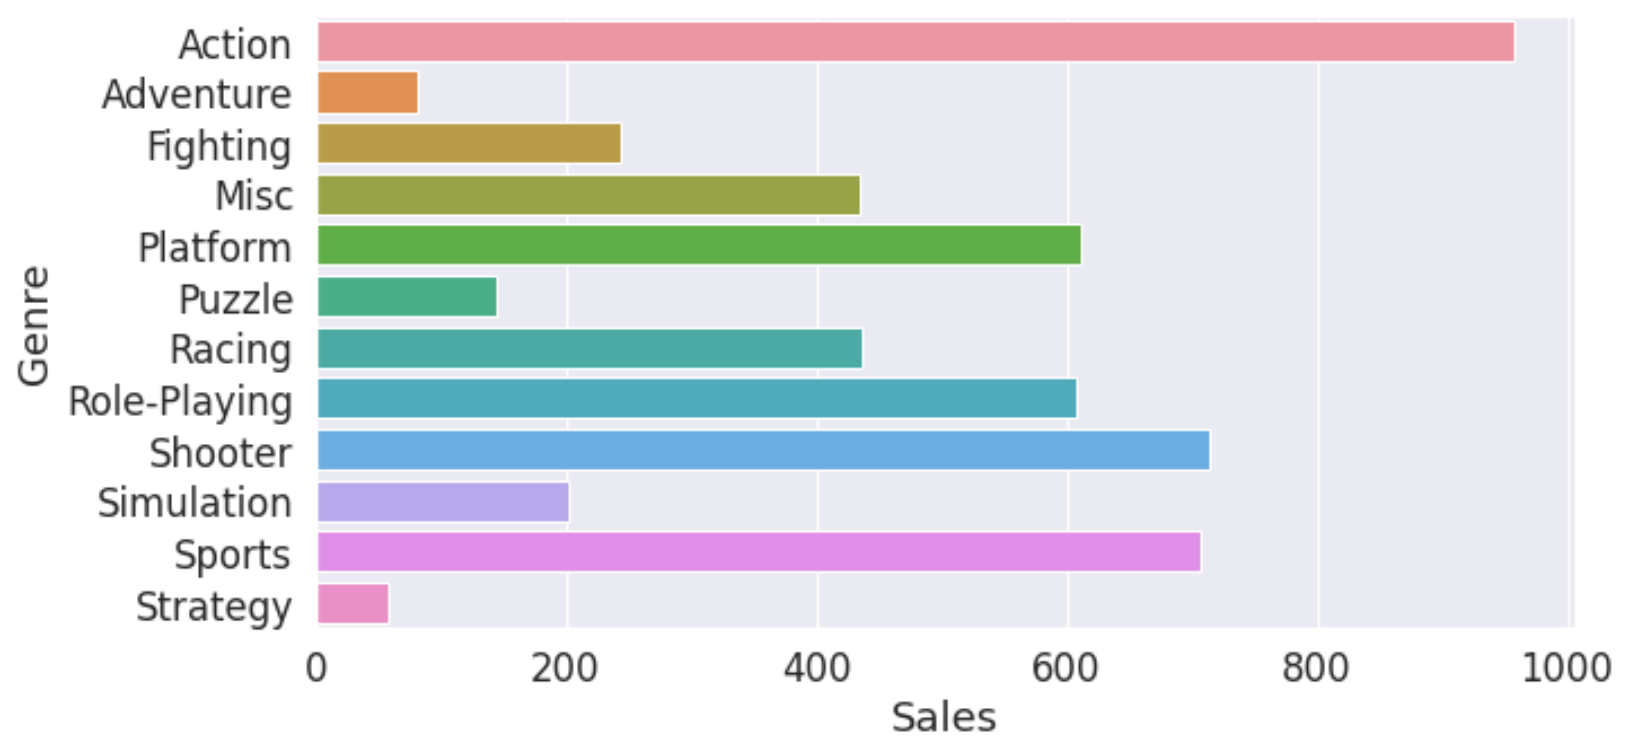 Action
Adventure
Fighting
Misc
Platform
Puzzle
Racing
Role-Playing
Shooter
Simulation
Sports
Strategy
Genre
0 200 400 600 800 1000
Sales